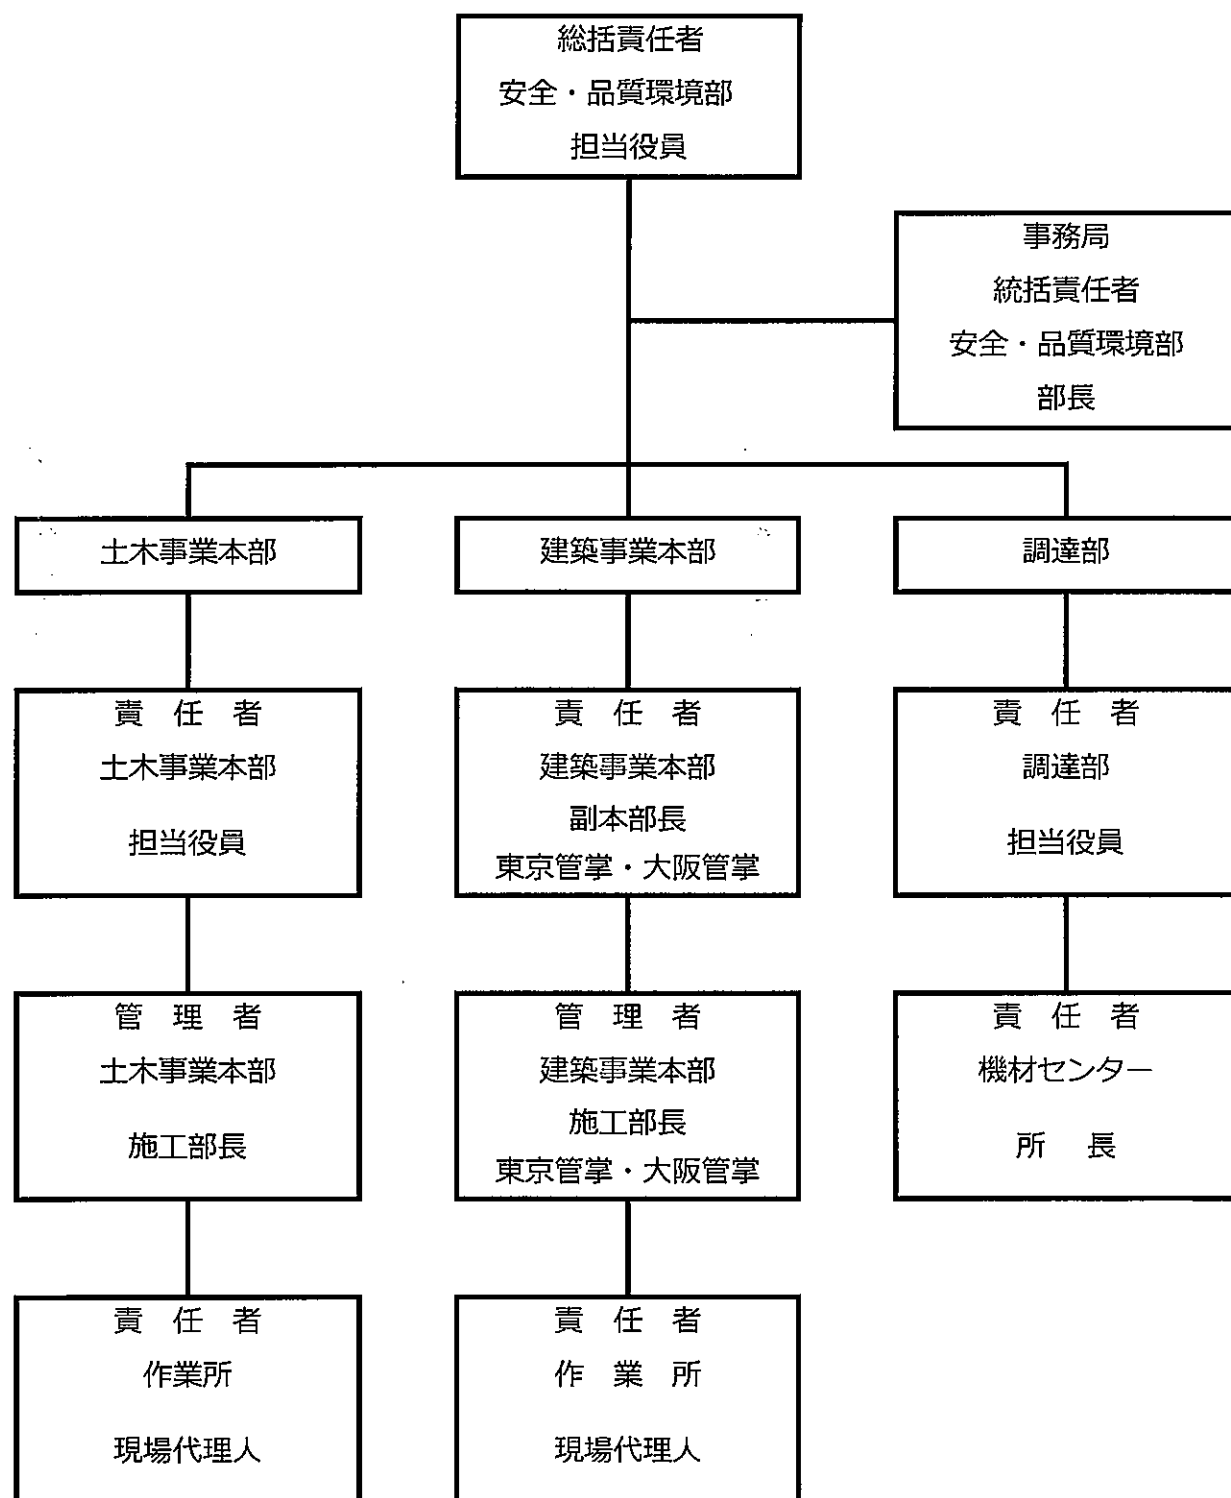 総括責任者
安全・品質環境部
担当役員
事務局
統括責任者
安全・品質環境部
部長
土木事業本部
建築事業本部
調達部
責　任　者
土木事業本部
担当役員
責　任　者
建築事業本部
副本部長
東京管掌・大阪管掌
責　任　者
調達部
担当役員
管　理　者
土木事業本部
施工部長
管　理　者
建築事業本部
施工部長
東京管掌・大阪管掌
責　任　者
機材センター
所　長
責　任　者
作業所
現場代理人
責　任　者
作　業　所
現場代理人